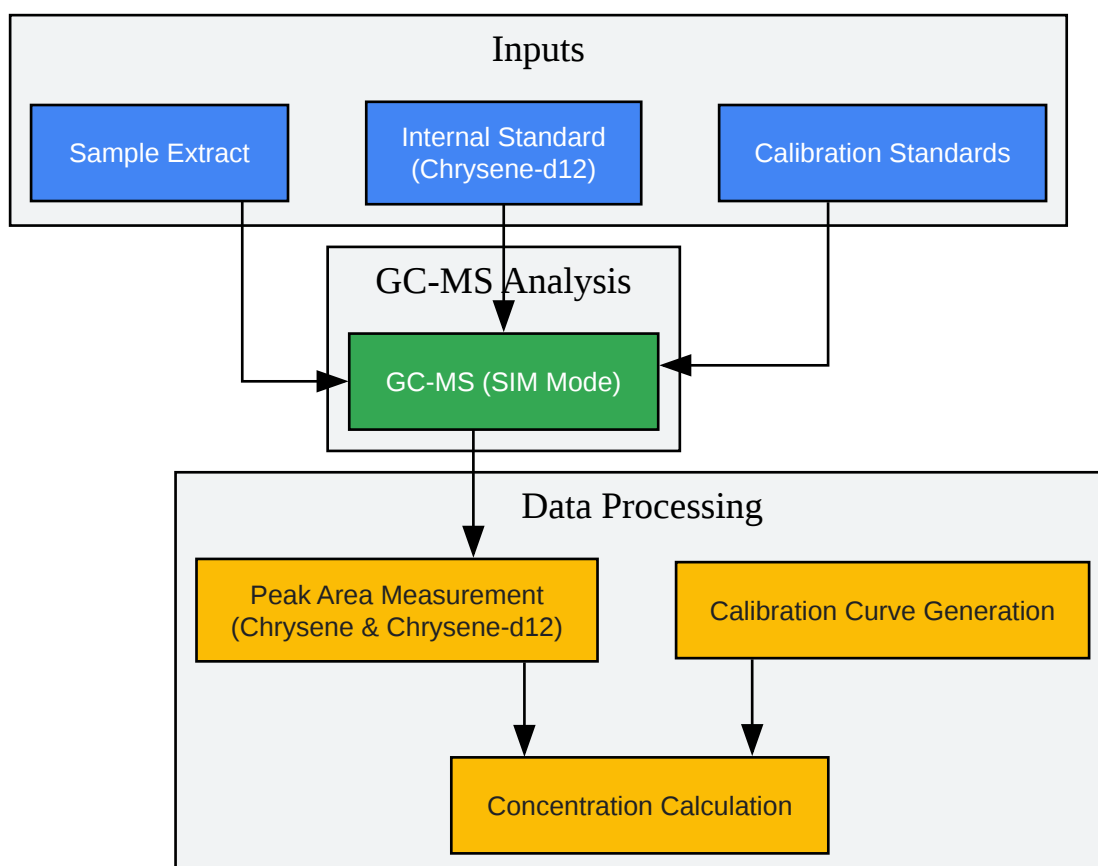 Inputs
Sample Extract
Internal Standard
(Chrysene-d12)
Calibration Standards
GC-MS Analysis
GC-MS (SIM Mode)
Data Processing
Peak Area Measurement
(Chrysene & Chrysene-d12)
Calibration Curve Generation
Concentration Calculation